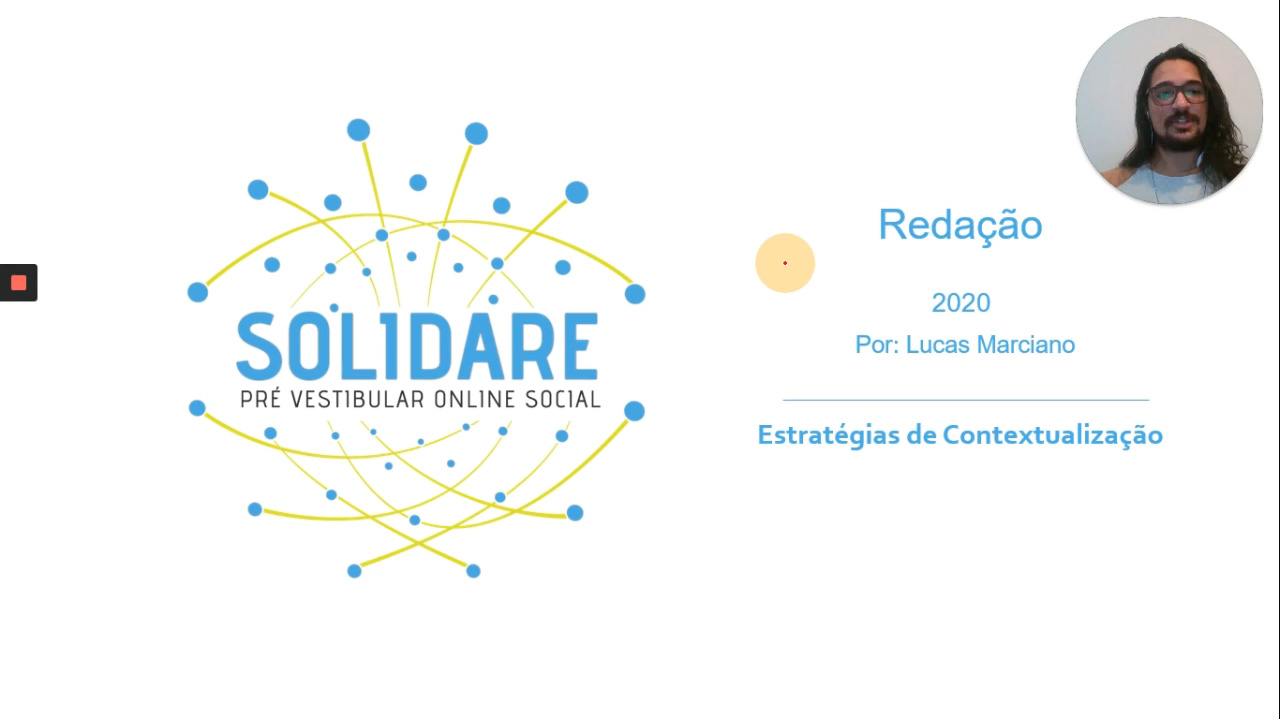 SOLIDARE
PRÉ VESTIBULAR ONLINE SOCIAL
Redação
2020
Por: Lucas Marciano
Estratégias de Contextualização